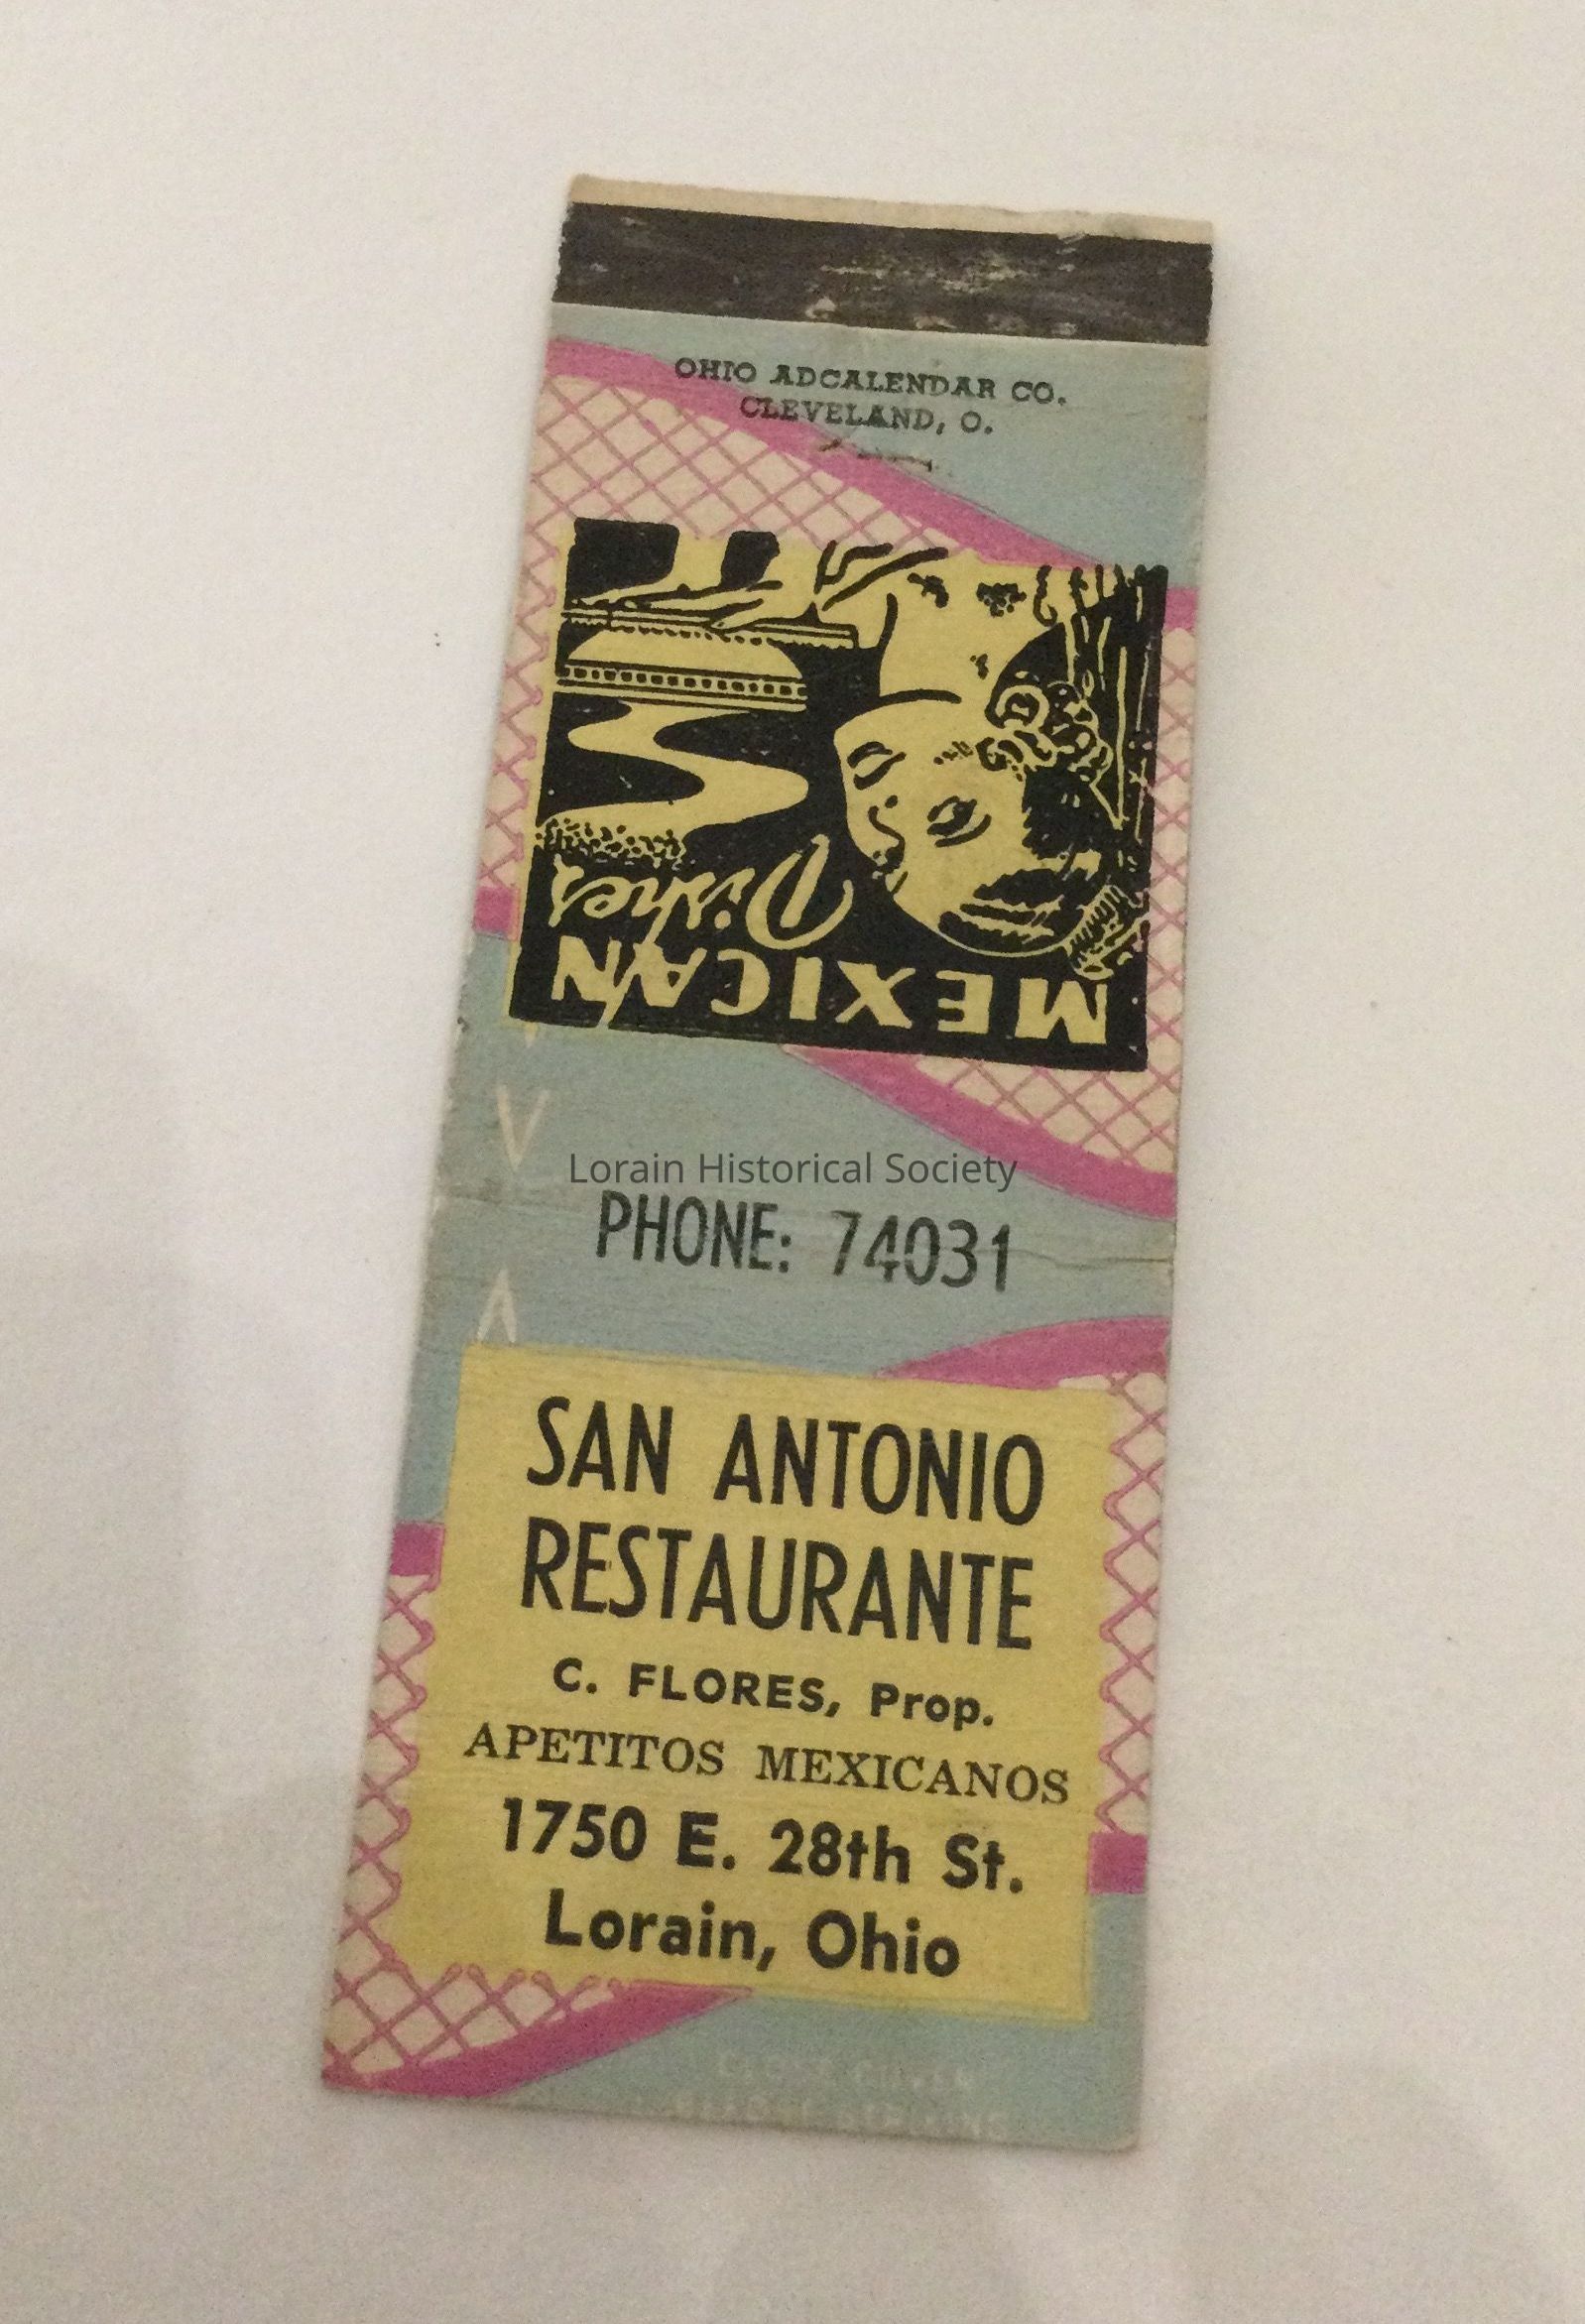 OHIO ADCALENDAR CO.
CLEVELAND, O.
MEXICAN
Dishes
Lorain Historical Society
PHONE: 74031
SAN ANTONIO
RESTAURANTE
C. FLORES, Prop.
APETITOS MEXICANOS
1750 E. 28th St.
Lorain, Ohio